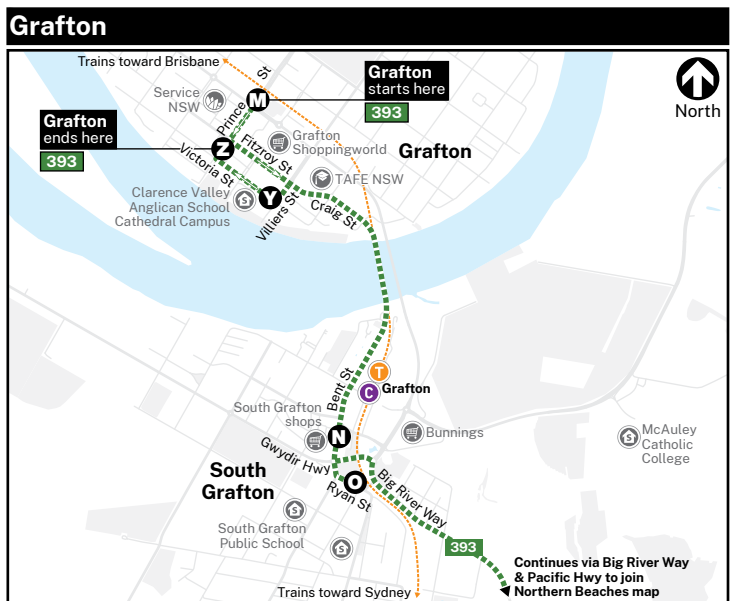 Grafton
Trains toward Brisbane
St
Grafton
starts here
393
North
Service
NSW
M
Prince
Grafton
ends here
393
Z
Victoria St
Fitzroy St
Grafton
Shoppingworld
Grafton
TAFE NSW
Clarence Valley
Anglican School
Cathedral Campus
Y
Villiers St
Craig St
T
C
Grafton
Bent St
South Grafton
shops
N
Bunnings
McAuley
Catholic
College
S
S
Gwydir Hwy
South
Grafton
O
Ryan St
Big River Way
S
South Grafton
Public School
S
393
Continues via Big River Way
& Pacific Hwy to join
Northern Beaches map
Trains toward Sydney